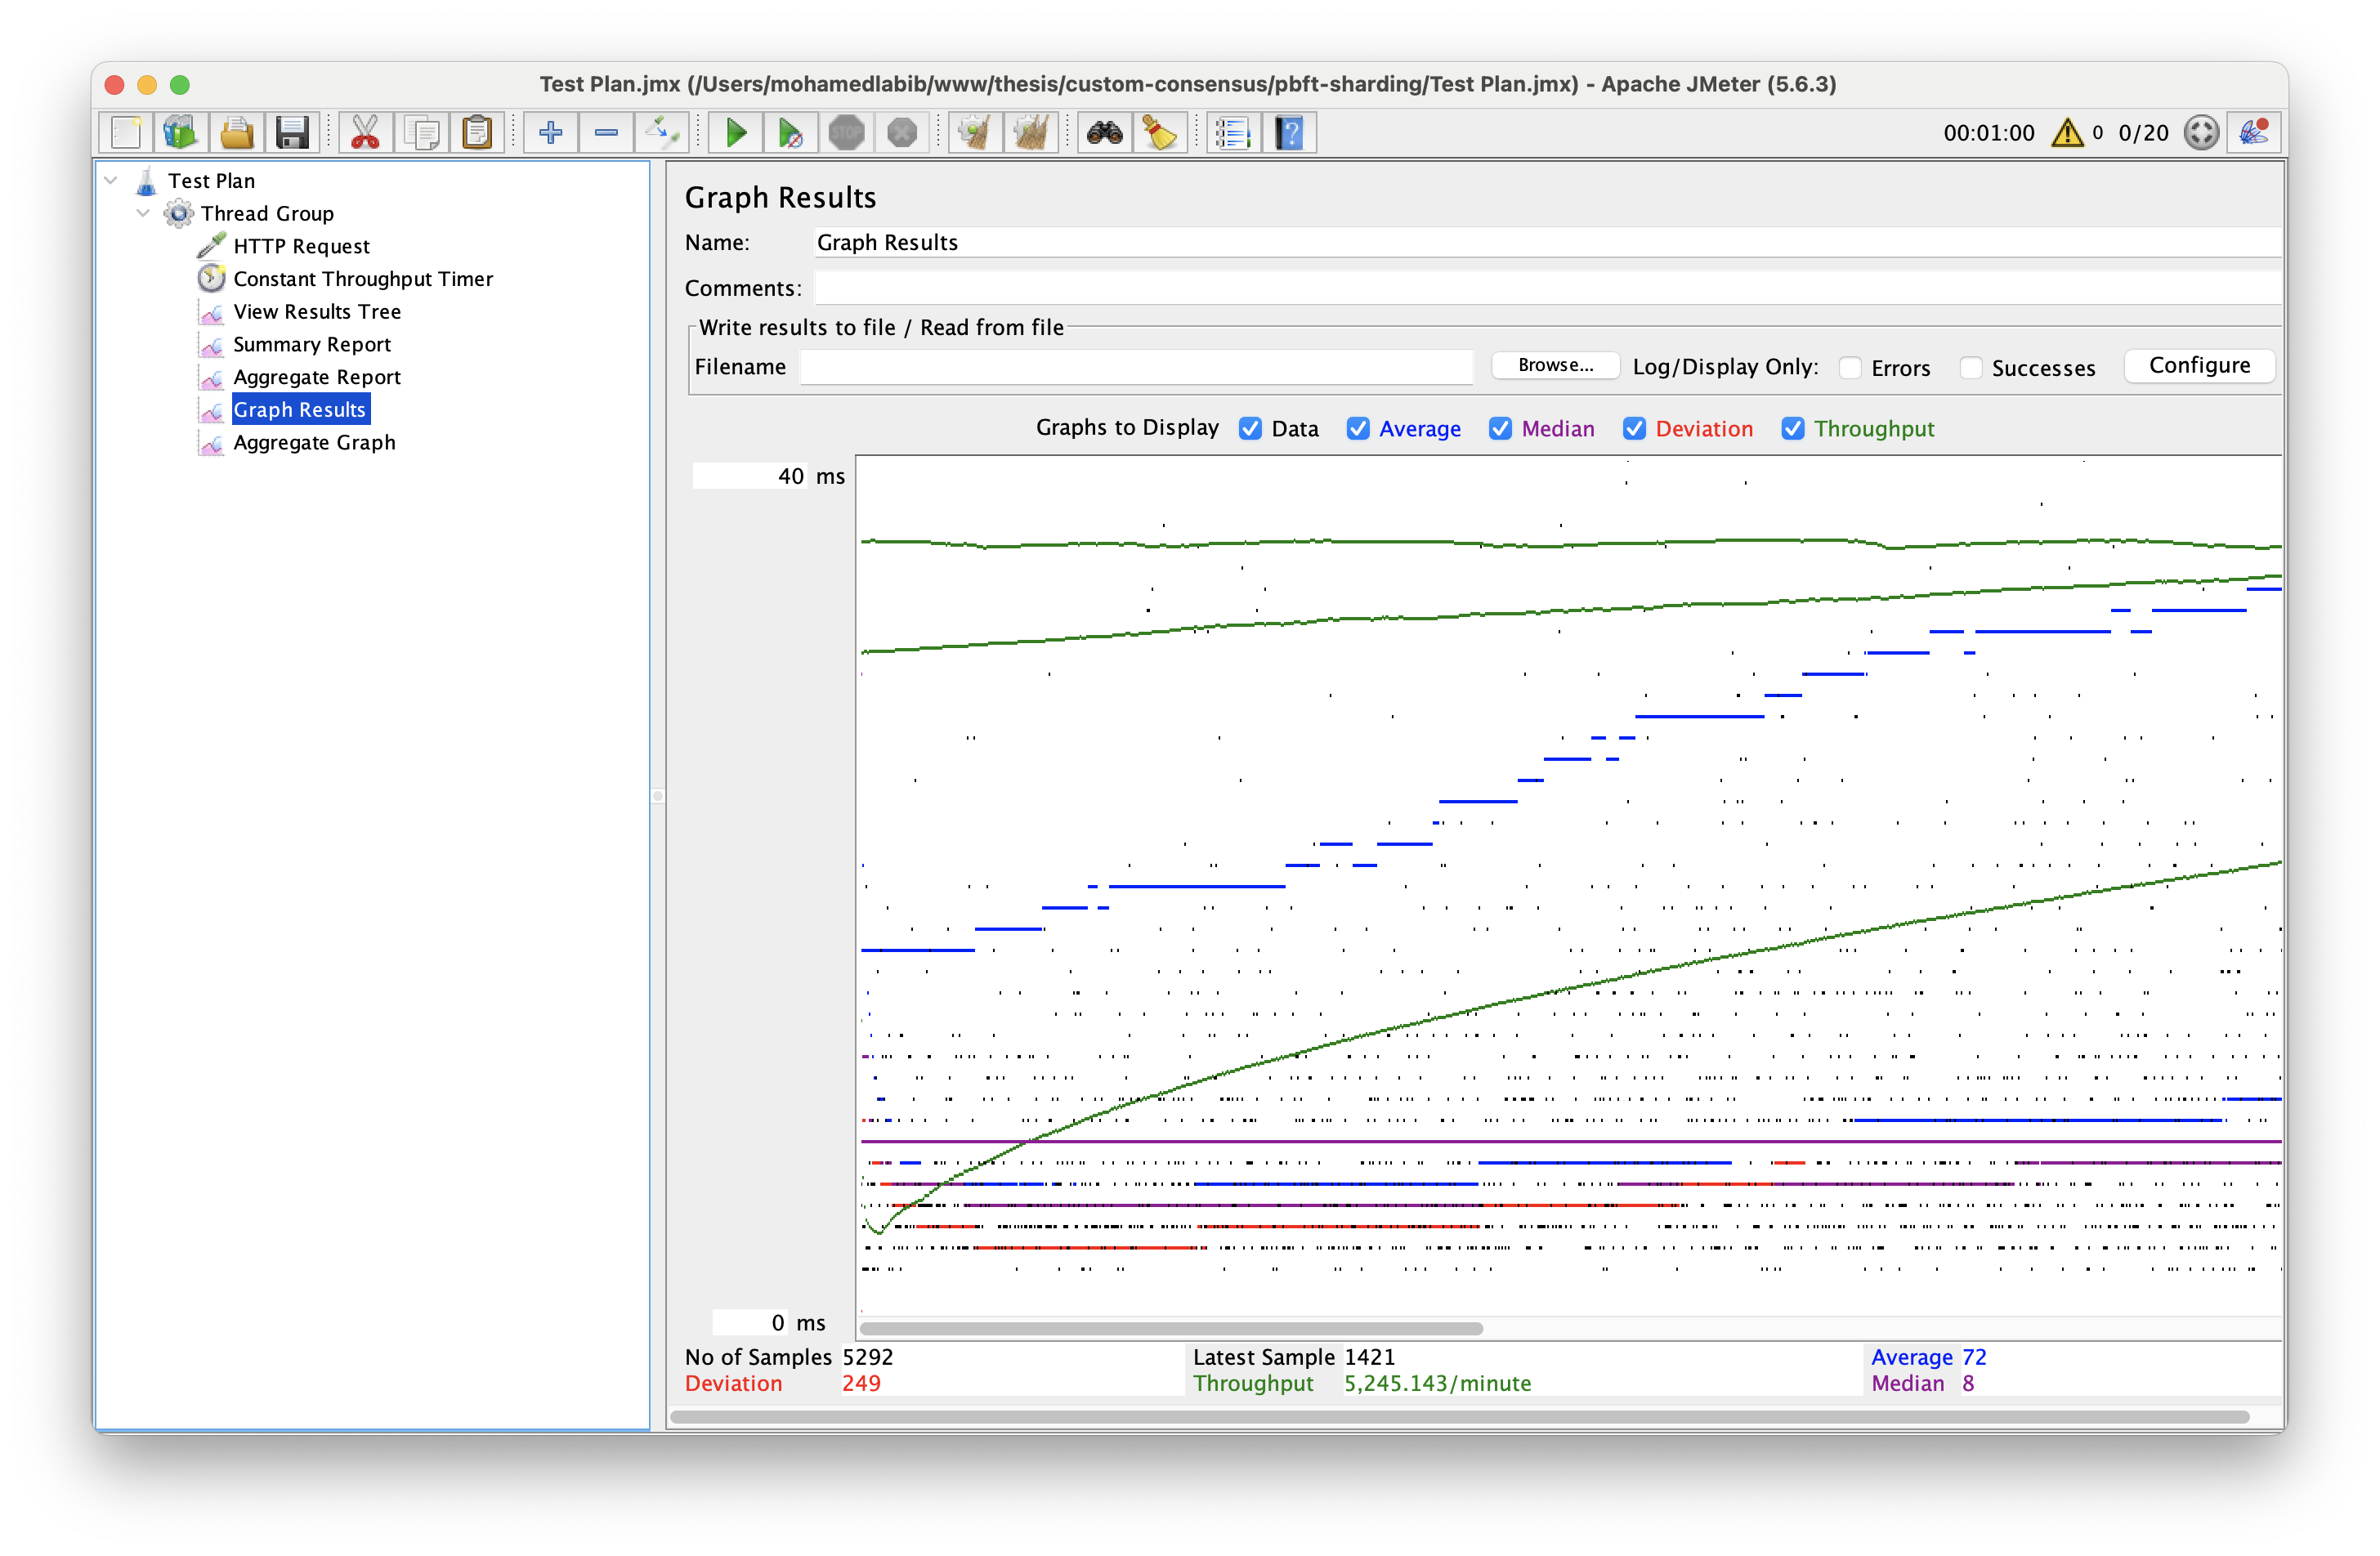 Test Plan.jmx (/Users/mohamedlabib/www/thesis/custom-consensus/pbft-sharding/Test Plan.jmx) - Apache JMeter (5.6.3)
STOP
?
00:01:00 0 0/20
Test Plan
Thread Group
HTTP Request
Constant Throughput Timer
View Results Tree
Summary Report
Aggregate Report
Graph Results
Aggregate Graph
Graph Results
Name: Graph Results
Comments:
Write results to file / Read from file
Filename Browse... Log/Display Only: Errors Successes Configure
Graphs to Display Data Average Median Deviation Throughput
40 ms
0 ms
No of Samples 5292 Latest Sample 1421 Average 72
Deviation 249 Throughput 5,245.143/minute Median 8